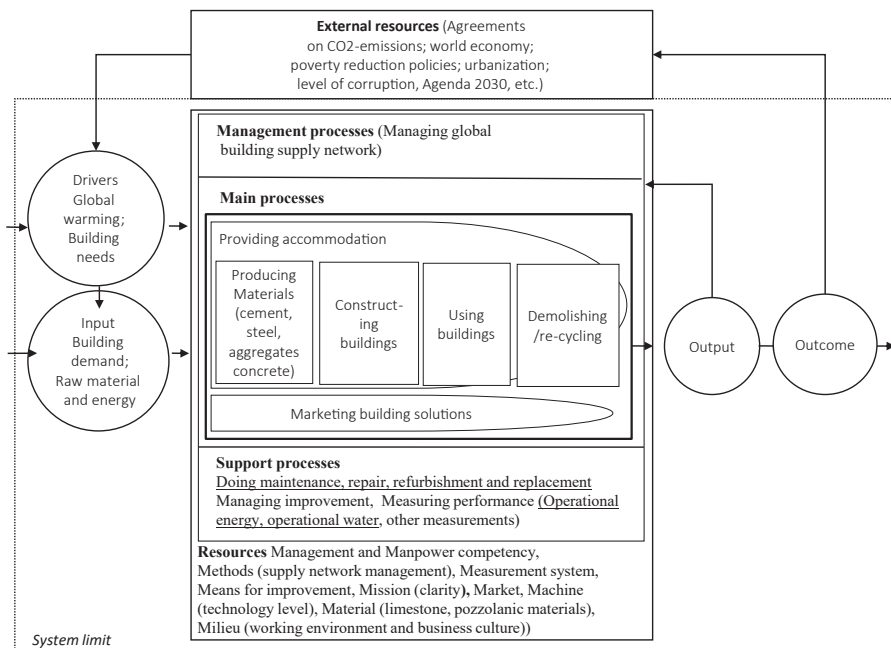 External resources (Agreements
on CO2-emissions; world economy;
poverty reduction policies; urbanization;
level of corruption, Agenda 2030, etc.)
Management processes (Managing global
building supply network)
Drivers
Global
warming;
Building
needs
Main processes
Providing accommodation
Producing
Materials
(cement,
steel,
aggregates
concrete)
Construct-
ing
buildings
Using
buildings
Demolishing
/re-cycling
Input
Building
demand;
Raw material
and energy
Output
Outcome
Marketing building solutions
Support processes
Doing maintenance, repair, refurbishment and replacement
Managing improvement, Measuring performance (Operational
energy, operational water, other measurements)
Resources Management and Manpower competency,
Methods (supply network management), Measurement system,
Means for improvement, Mission (clarity), Market, Machine
(technology level), Material (limestone, pozzolanic materials),
Milieu (working environment and business culture))
System limit